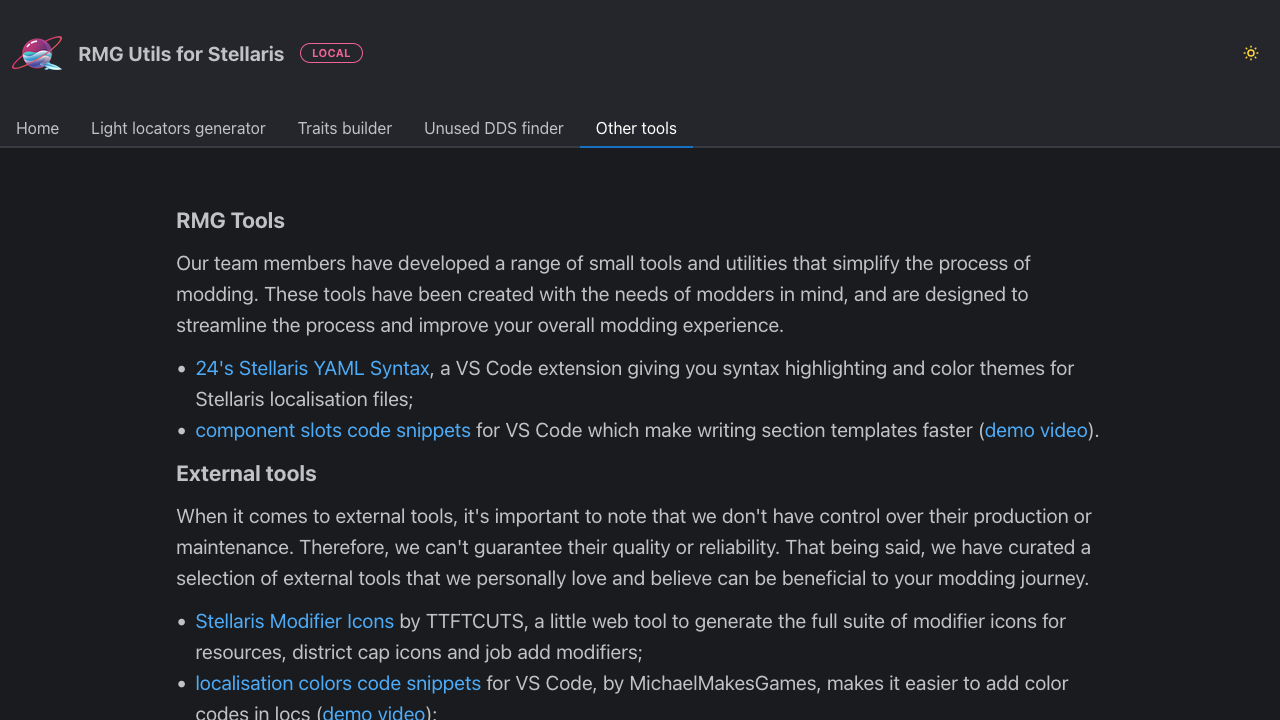 RMG Utils for Stellaris
LOCAL
Home
Light locators generator
Traits builder
Unused DDS finder
Other tools
RMG Tools
Our team members have developed a range of small tools and utilities that simplify the process of
modding. These tools have been created with the needs of modders in mind, and are designed to
streamline the process and improve your overall modding experience.
• 24's Stellaris YAML Syntax, a VS Code extension giving you syntax highlighting and color themes for
Stellaris localisation files;
• component slots code snippets for VS Code which make writing section templates faster (demo video).
External tools
When it comes to external tools, it's important to note that we don't have control over their production or
maintenance. Therefore, we can't guarantee their quality or reliability. That being said, we have curated a
selection of external tools that we personally love and believe can be beneficial to your modding journey.
• Stellaris Modifier Icons by TTFTCUTS, a little web tool to generate the full suite of modifier icons for
resources, district cap icons and job add modifiers;
• localisation colors code snippets for VS Code, by MichaelMakesGames, makes it easier to add color
codes in locs (demo video);